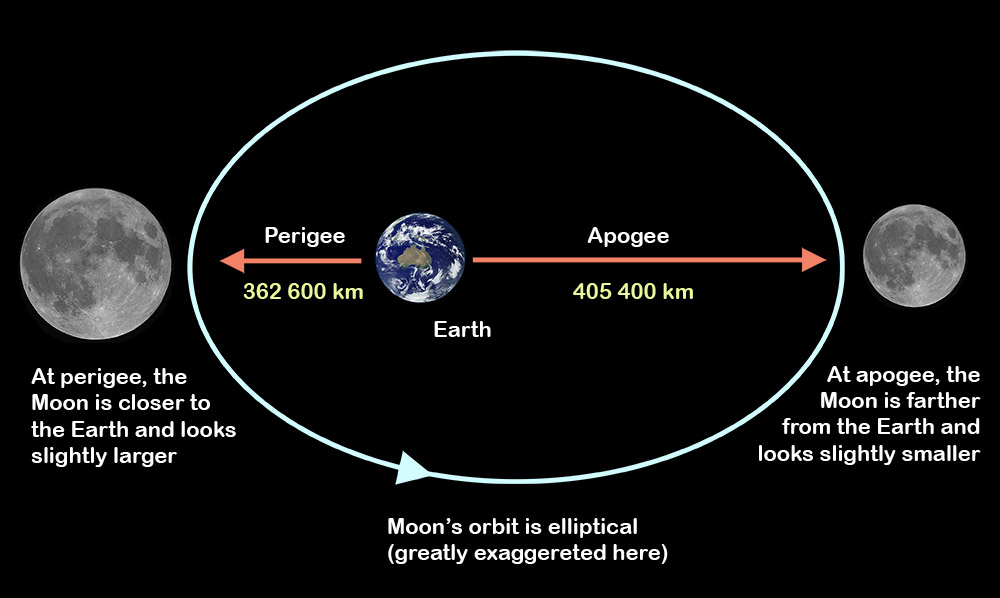 Perigee
362 600 km
Earth
Apogee
405 400 km
At perigee, the
Moon is closer to
the Earth and looks
slightly larger
At apogee, the
Moon is farther
from the Earth and
looks slightly smaller
Moon's orbit is elliptical
(greatly exaggereted here)